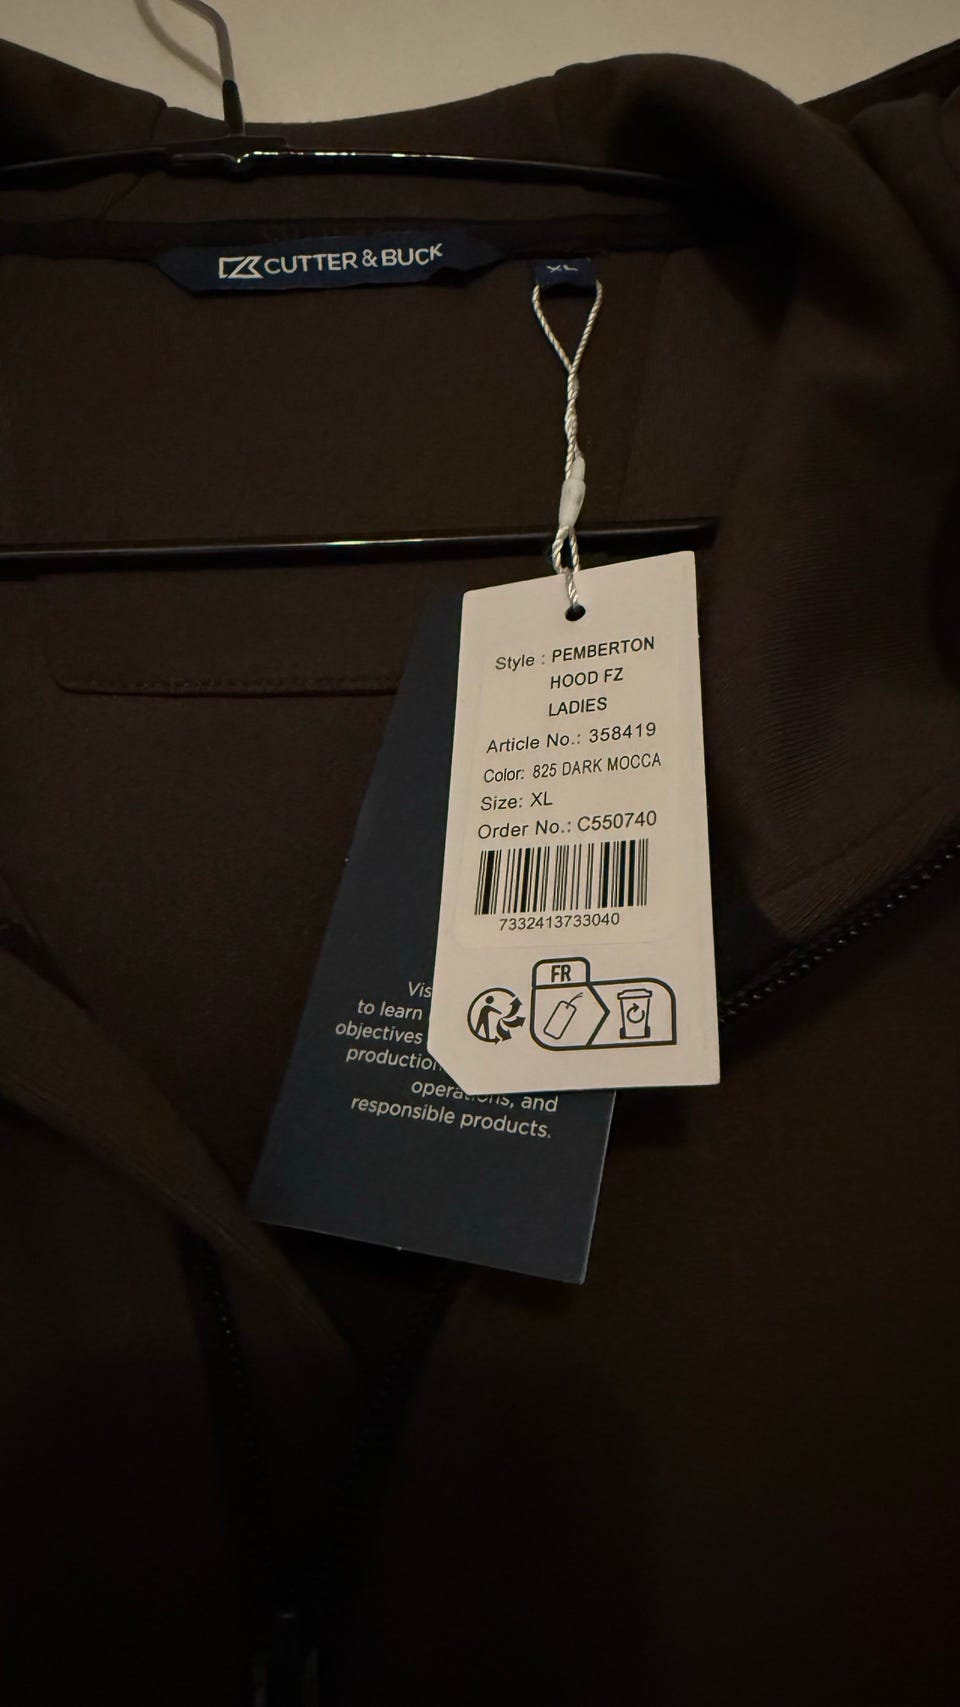 CUTTER & BUCK
XL
Style : PEMBERTON
HOOD FZ
LADIES
Article No.: 358419
Color: 825 DARK MOCCA
Size: XL
Order No.: C550740
7332413733040
FR
to learn
objectives
operations, and
responsible products.